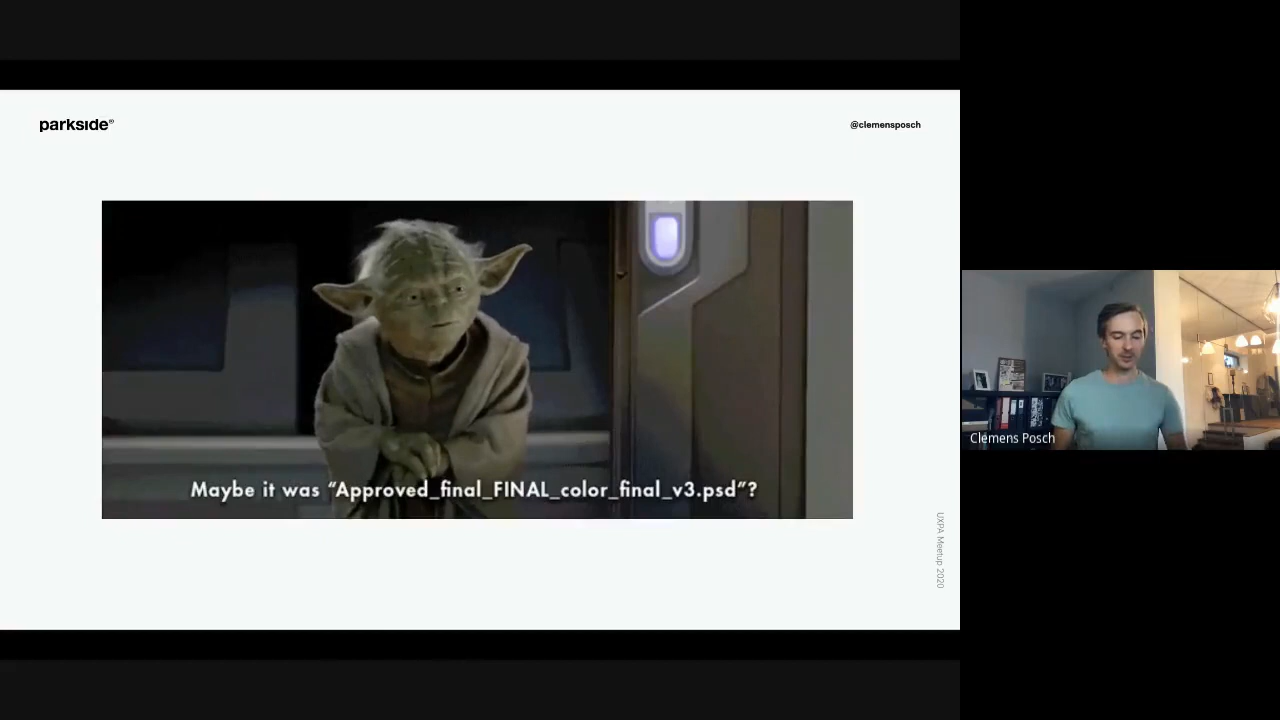 parkside®
@clemensposch
Maybe it was “Approved_final_FINAL_color_final_v3.psd”?
UXPA Meetup 2020
Clemens Posch